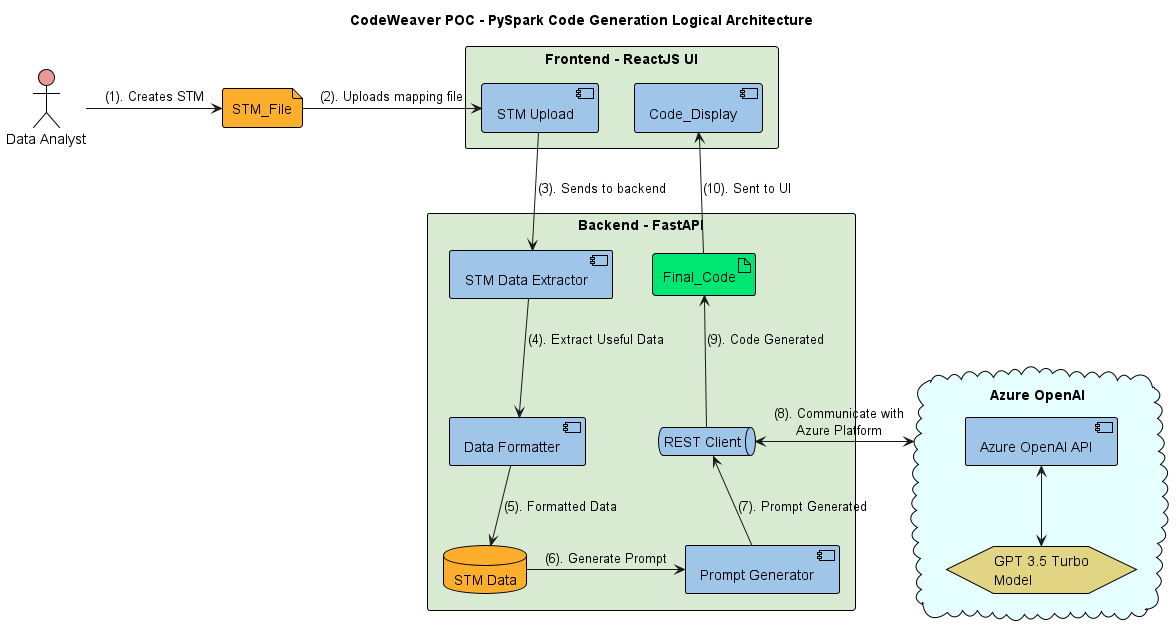 CodeWeaver POC - PySpark Code Generation Logical Architecture
Frontend - ReactJS UI
Data Analyst
(1). Creates STM
STM_File
(2). Uploads mapping file
STM Upload
Code_Display
(3). Sends to backend
(10). Sent to UI
Backend - FastAPI
STM Data Extractor
Final_Code
(4). Extract Useful Data
(9). Code Generated
Data Formatter
REST Client
(8). Communicate with
Azure Platform
Azure OpenAI
Azure OpenAI API
(5). Formatted Data
(7). Prompt Generated
STM Data
(6). Generate Prompt
Prompt Generator
GPT 3.5 Turbo
Model